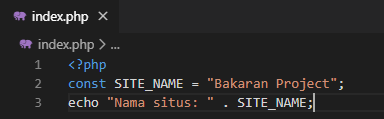 index.php ×
index.php > ...
1 <?php
2 const SITE_NAME = "Bakaran Project";
3 echo "Nama situs: " . SITE_NAME;